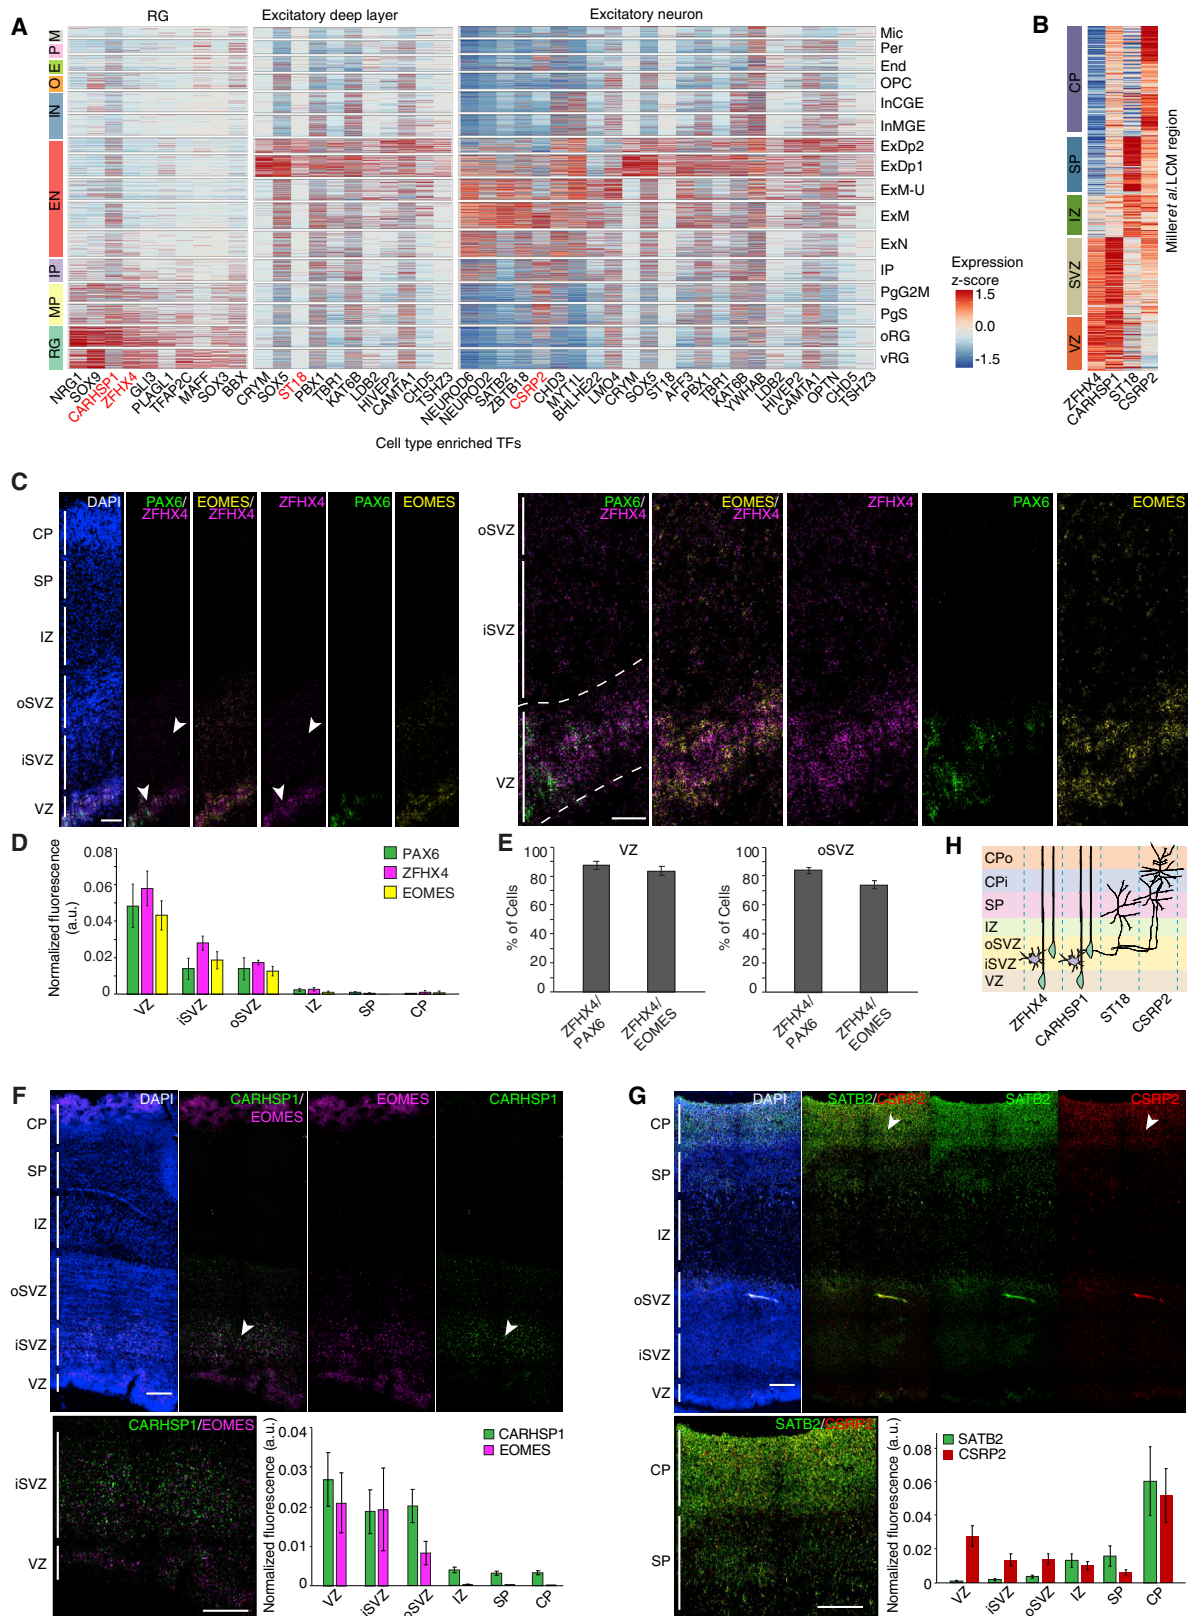 A
RG
Excitatory deep layer
Excitatory neuron
M
P
E
O
IN
EN
IP
MP
RG
Mic
Per
End
OPC
InCGE
InMGE
ExDp2
ExDp1
ExM-U
ExM
ExN
IP
PgG2M
PgS
oRG
vRG
NRG1
SOX9
CARHSP1
ZFHX4
GLI3
PLAGL1
TFAP2C
MAFF
SOX3
BBX
CRYM
SOX5
ST18
PBX1
TBR1
KAT6B
LDB2
HIVEP2
CAMTA1
CHD5
TSHZ3
NEUROD6
NEUROD2
SATB2
ZBTB18
CSRP2
CHD3
MYT1L
BHLHE22
LMO4
CRYM
SOX5
ST18
AFF3
PBX1
TBR1
KAT6B
YWHAB
LDB2
HIVEP2
CAMTA1
OPTN
CHD5
TSHZ3
Cell type enriched TFs
Expression
z-score
1.5
0.0
-1.5
B
CP
SP
IZ
SVZ
VZ
Miller et al. LCM region
ZFHX4
CARHSP1
ST18
CSRP2
C
DAPI
PAX6/
ZFHX4
EOMES/
ZFHX4
ZFHX4
PAX6
EOMES
CP
SP
IZ
oSVZ
iSVZ
VZ
PAX6/
ZFHX4
EOMES/
ZFHX4
ZFHX4
PAX6
EOMES
oSVZ
iSVZ
VZ
D
Normalized fluorescence
(a.u.)
0.08
0.06
0.04
0.02
0
PAX6
ZFHX4
EOMES
VZ
iSVZ
oSVZ
IZ
SP
CP
E
VZ
% of Cells
100
80
60
40
20
0
ZFHX4/
PAX6
ZFHX4/
EOMES
oSVZ
% of Cells
100
80
60
40
20
0
ZFHX4/
PAX6
ZFHX4/
EOMES
H
CPo
CPi
SP
IZ
oSVZ
iSVZ
VZ
ZFHX4
CARHSP1
ST18
CSRP2
F
DAPI
CARHSP1/
EOMES
EOMES
CARHSP1
CP
SP
IZ
oSVZ
iSVZ
VZ
CARHSP1/EOMES
iSVZ
VZ
Normalized fluorescence (a.u.)
0.04
0.03
0.02
0.01
0
CARHSP1
EOMES
VZ
iSVZ
oSVZ
IZ
SP
CP
G
DAPI
SATB2/CSRP2
SATB2
CSRP2
CP
SP
IZ
oSVZ
iSVZ
VZ
SATB2/CSRP2
CP
SP
Normalized fluorescence (a.u.)
0.08
0.06
0.04
0.02
0
SATB2
CSRP2
VZ
iSVZ
oSVZ
IZ
SP
CP